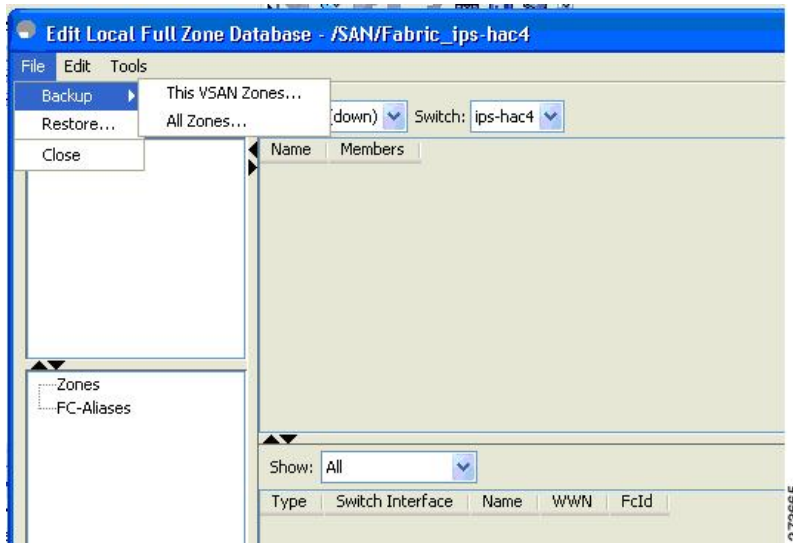 Edit Local Full Zone Database - /SAN/Fabric_ips-hac4
File Edit Tools
Backup
This VSAN Zones...
All Zones...
Restore...
Close
(down) Switch: ips-hac4
Name Members
Zones
FC-Aliases
Show: All
Type Switch Interface Name WWN FcId